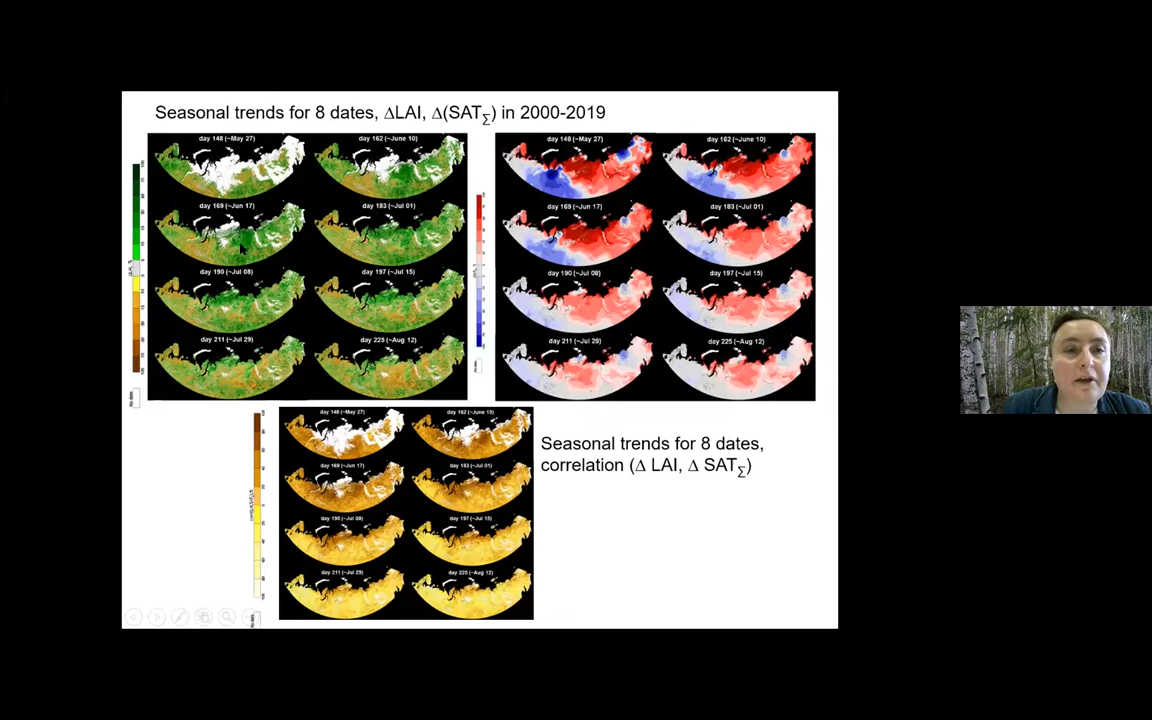 Seasonal trends for 8 dates, ΔLAI, Δ(SAT∑) in 2000-2019
day 148 (~May 27)
day 162 (~June 10)
day 169 (~Jun 17)
day 183 (~Jul 01)
day 190 (~Jul 08)
day 197 (~Jul 15)
day 211 (~Jul 29)
day 225 (~Aug 12)
No data
day 148 (~May 27)
day 162 (~June 10)
day 169 (~Jun 17)
day 183 (~Jul 01)
day 190 (~Jul 08)
day 197 (~Jul 15)
day 211 (~Jul 29)
day 225 (~Aug 12)
day 148 (~May 27)
day 162 (~June 10)
day 169 (~Jun 17)
day 183 (~Jul 01)
day 190 (~Jul 08)
day 197 (~Jul 15)
day 211 (~Jul 29)
day 225 (~Aug 12)
Seasonal trends for 8 dates,
correlation (Δ LAI, Δ SAT∑)